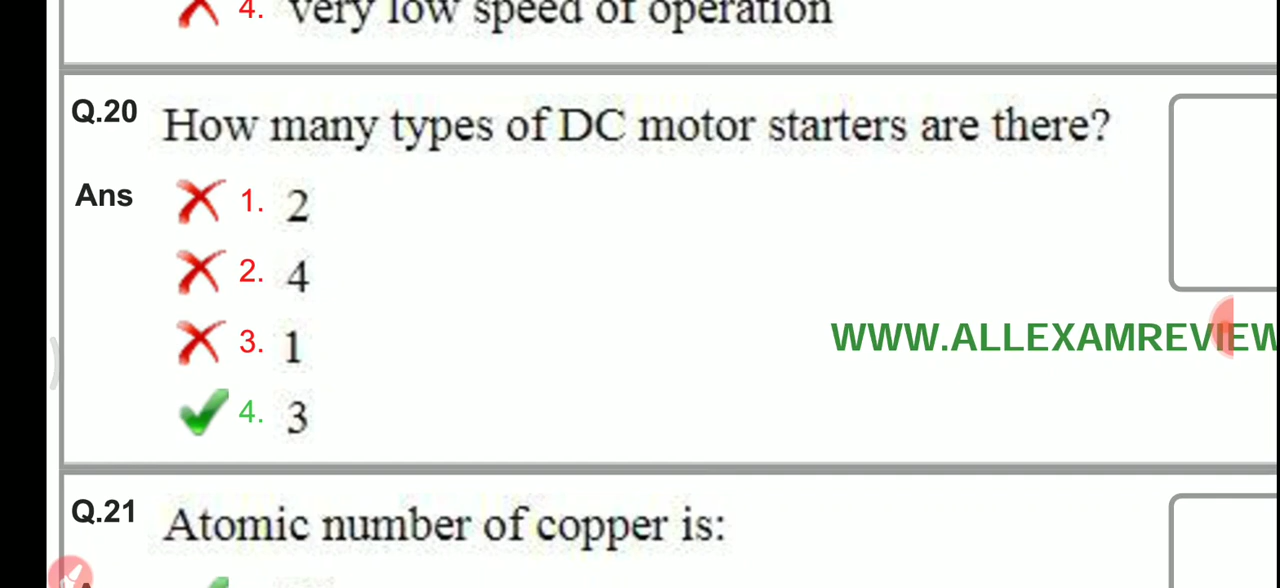 4. very low speed of operation
Q.20 How many types of DC motor starters are there?
Ans 1. 2
2. 4
3. 1
4. 3
WWW.ALLEXAMREVIEW
Q.21 Atomic number of copper is: